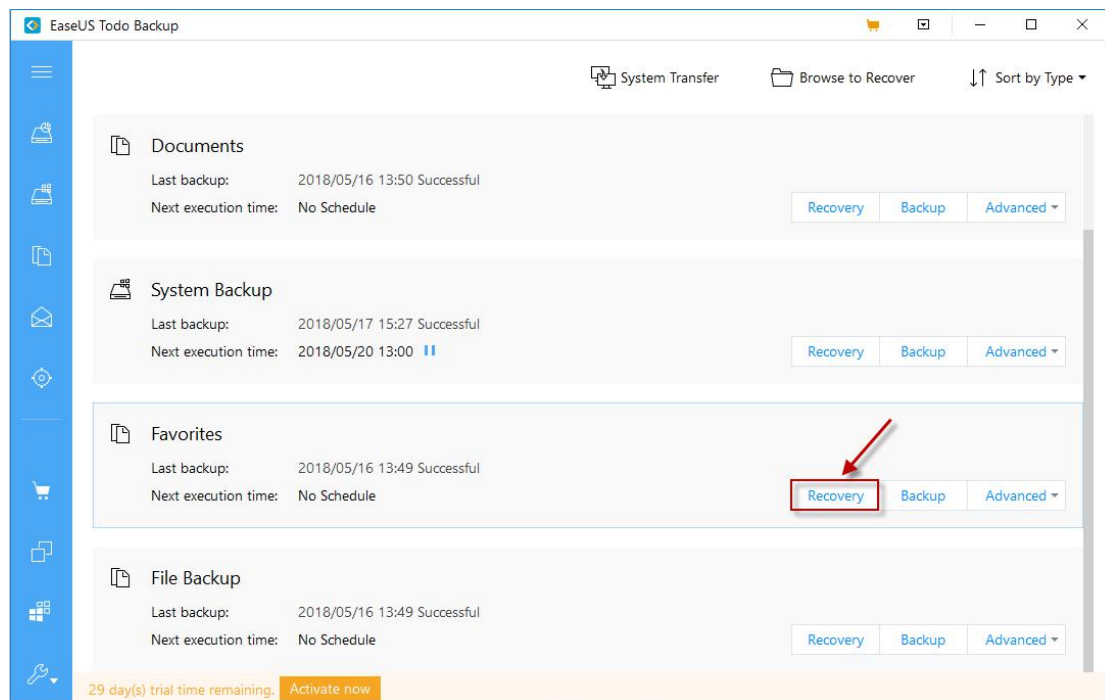 EaseUS Todo Backup
System Transfer Browse to Recover Sort by Type
Documents
Last backup: 2018/05/16 13:50 Successful
Next execution time: No Schedule
Recovery Backup Advanced
System Backup
Last backup: 2018/05/17 15:27 Successful
Next execution time: 2018/05/20 13:00
Recovery Backup Advanced
Favorites
Last backup: 2018/05/16 13:49 Successful
Next execution time: No Schedule
Recovery Backup Advanced
File Backup
Last backup: 2018/05/16 13:49 Successful
Next execution time: No Schedule
Recovery Backup Advanced
29 day(s) trial time remaining. Activate now